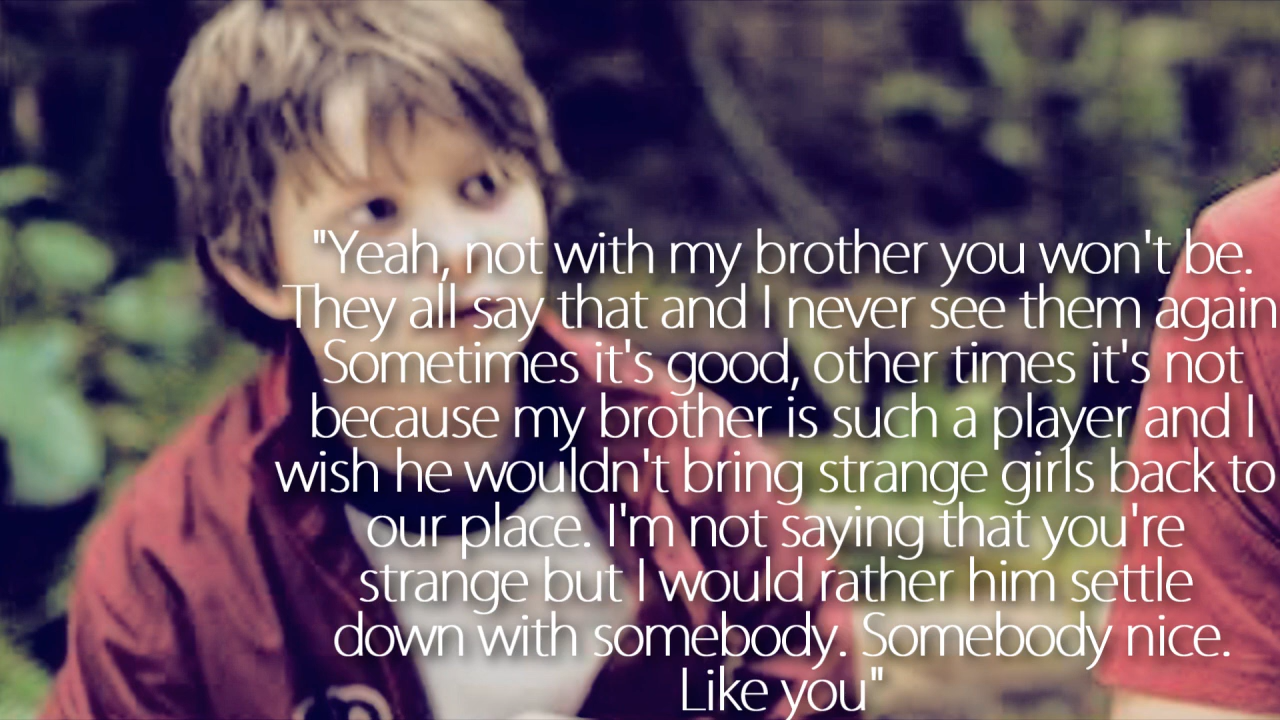 "Yeah, not with my brother you won't be.
They all say that and I never see them again
Sometimes it's good, other times it's not
because my brother is such a player and I
wish he wouldn't bring strange girls back to
our place. I'm not saying that you're
strange but I would rather him settle
down with somebody. Somebody nice.
Like you"